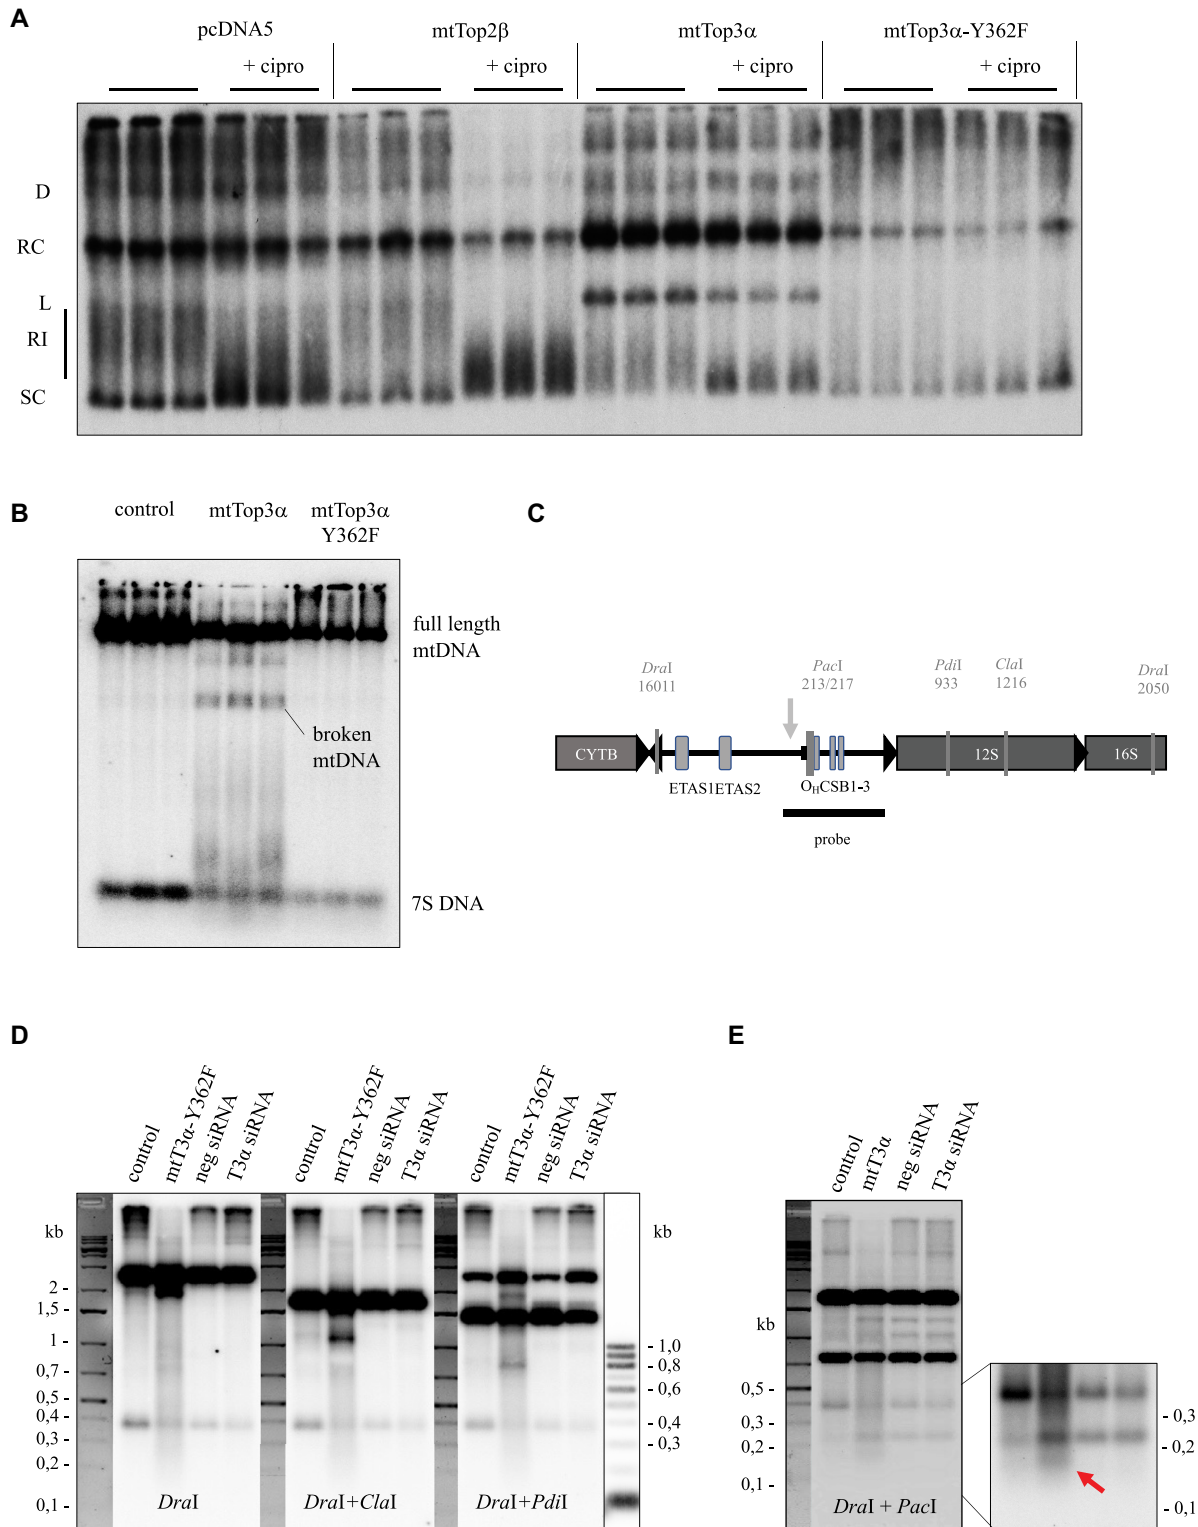 A
pcDNA5 mtTop2β mtTop3α mtTop3α-Y362F
+ cipro + cipro + cipro + cipro
D
RC
L
RI
SC
B
control mtTop3α mtTop3α
Y362F
full length
mtDNA
broken
mtDNA
7S DNA
C
DraI PacI PdiI ClaI DraI
16011 213/217 933 1216 2050
CYTB 12S 16S
ETAS1 ETAS2 OHCSB1-3
probe
D
control mtT3α-Y362F neg siRNA T3α siRNA control mtT3α-Y362F neg siRNA T3α siRNA control mtT3α-Y362F neg siRNA T3α siRNA
kb kb
2 -
1,5 -
1 - - 1,0
0,7 - - 0,8
0,5 - - 0,6
0,4 - - 0,4
0,3 - - 0,3
0,2 -
0,1 -
DraI DraI+ClaI DraI+PdiI
E
control mtT3α neg siRNA T3α siRNA
kb
0,5 -
0,3 - - 0,3
0,2 - - 0,2
0,1 - - 0,1
DraI + PacI